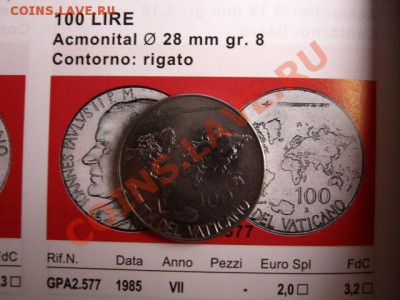 COINS.LAVE.RU
100 LIRE
Acmonital Ø 28 mm gr. 8
Contorno: rigato
IOANNES PAVLVS II P. M.
100
DEL VATICANO
100
DEL VATICANO
FdC
Rif.N. Data Anno Pezzi Euro Spl FdC
3 □ GPA2.577 1985 VII - 2,0 □ 3,2 □